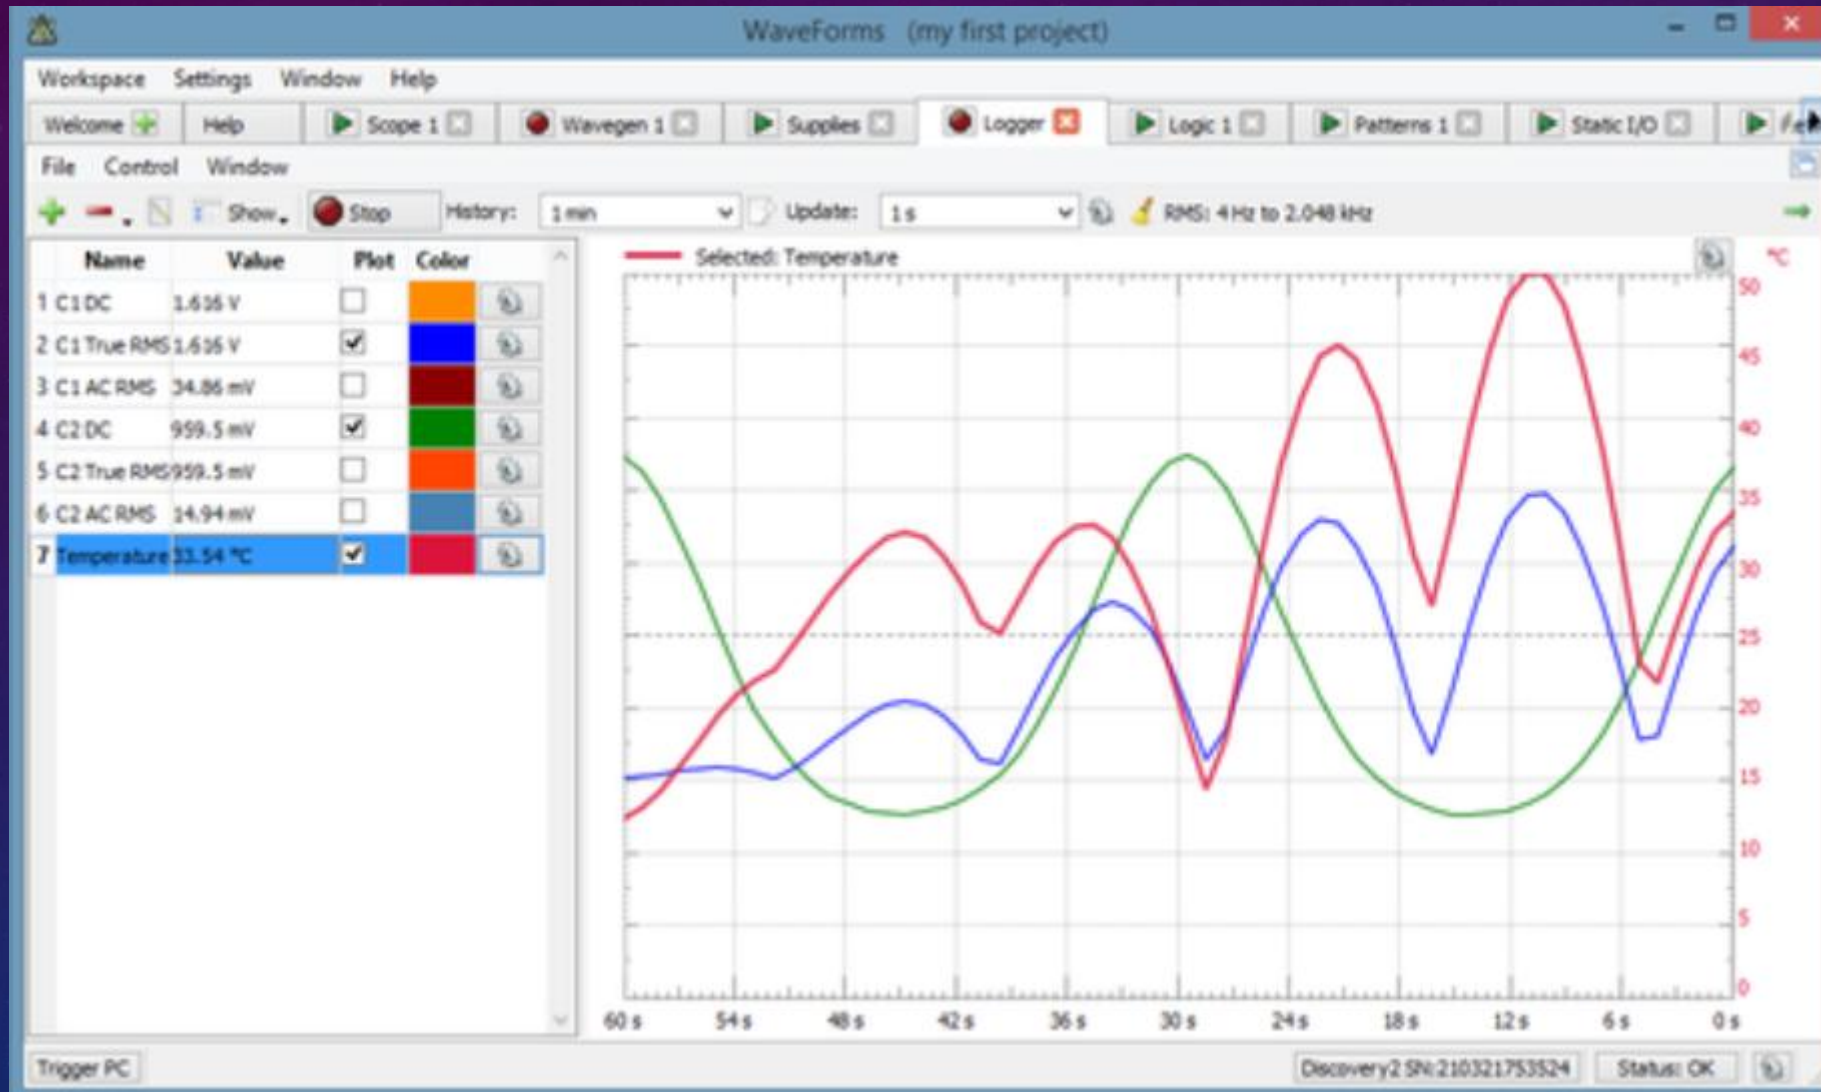 WaveForms (my first project)
Workspace Settings Window Help
Welcome Help Scope 1 Wavegen 1 Supplies Logger Logic 1 Patterns 1 Static I/O
File Control Window
Show Stop History: 1 min Update: 1 s RMS: 4 Hz to 2.048 kHz
Name Value Plot Color
1 C1 DC 1.616 V
2 C1 True RMS 1.616 V
3 C1 AC RMS 34.86 mV
4 C2 DC 959.5 mV
5 C2 True RMS 959.5 mV
6 C2 AC RMS 14.94 mV
7 Temperature 33.54 °C
Selected: Temperature
°C
50
45
40
35
30
25
20
15
10
5
0
60 s 54 s 48 s 42 s 36 s 30 s 24 s 18 s 12 s 6 s 0 s
Trigger PC Discovery2 SN:210321753524 Status: OK